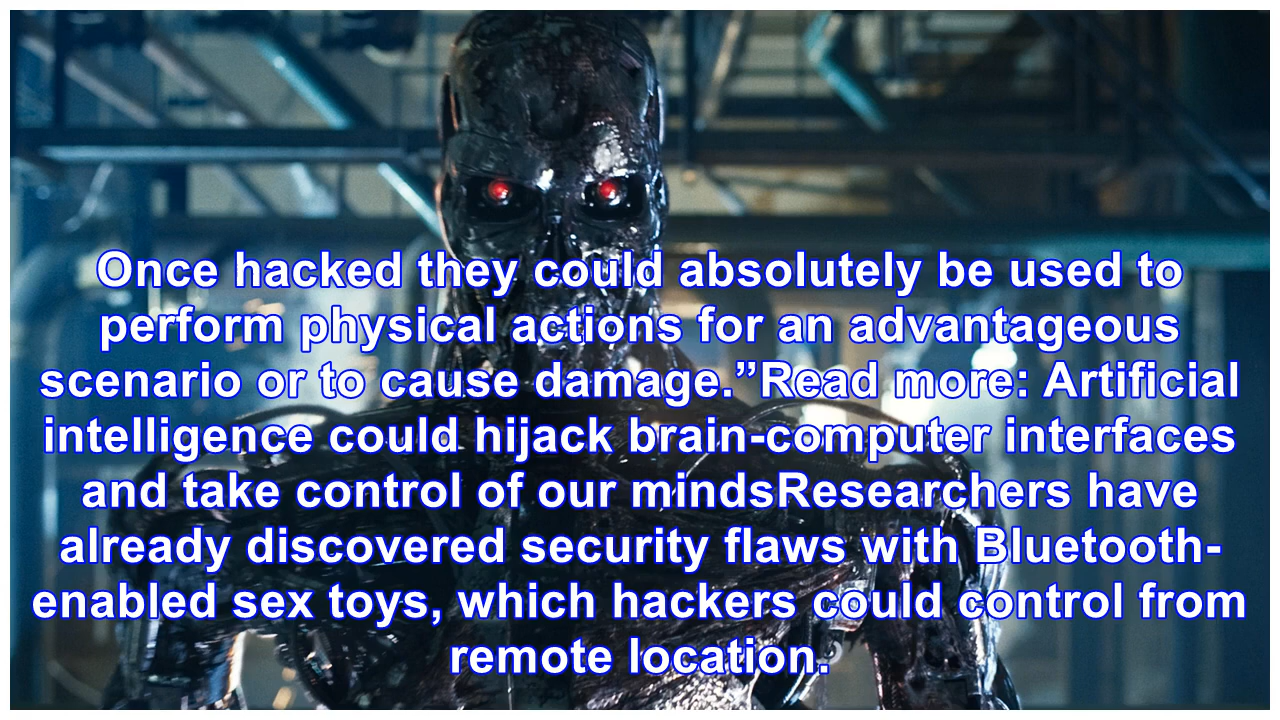 Once hacked they could absolutely be used to
perform physical actions for an advantageous
scenario or to cause damage.”Read more: Artificial
intelligence could hijack brain-computer interfaces
and take control of our mindsResearchers have
already discovered security flaws with Bluetooth-
enabled sex toys, which hackers could control from
remote location.